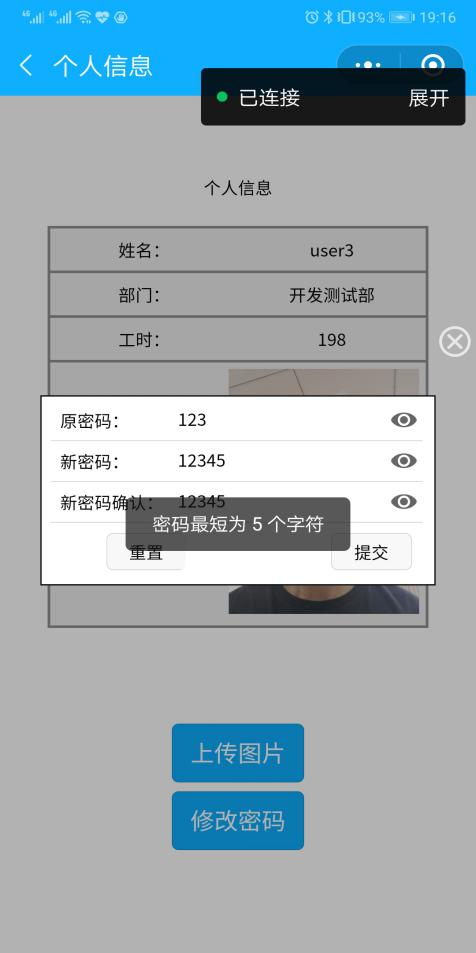 4G 4G 93% 19:16
个人信息
已连接 展开
个人信息
姓名： user3
部门： 开发测试部
工时： 198
原密码： 123
新密码： 12345
新密码确认： 12345
密码最短为 5 个字符
重置 提交
上传图片
修改密码